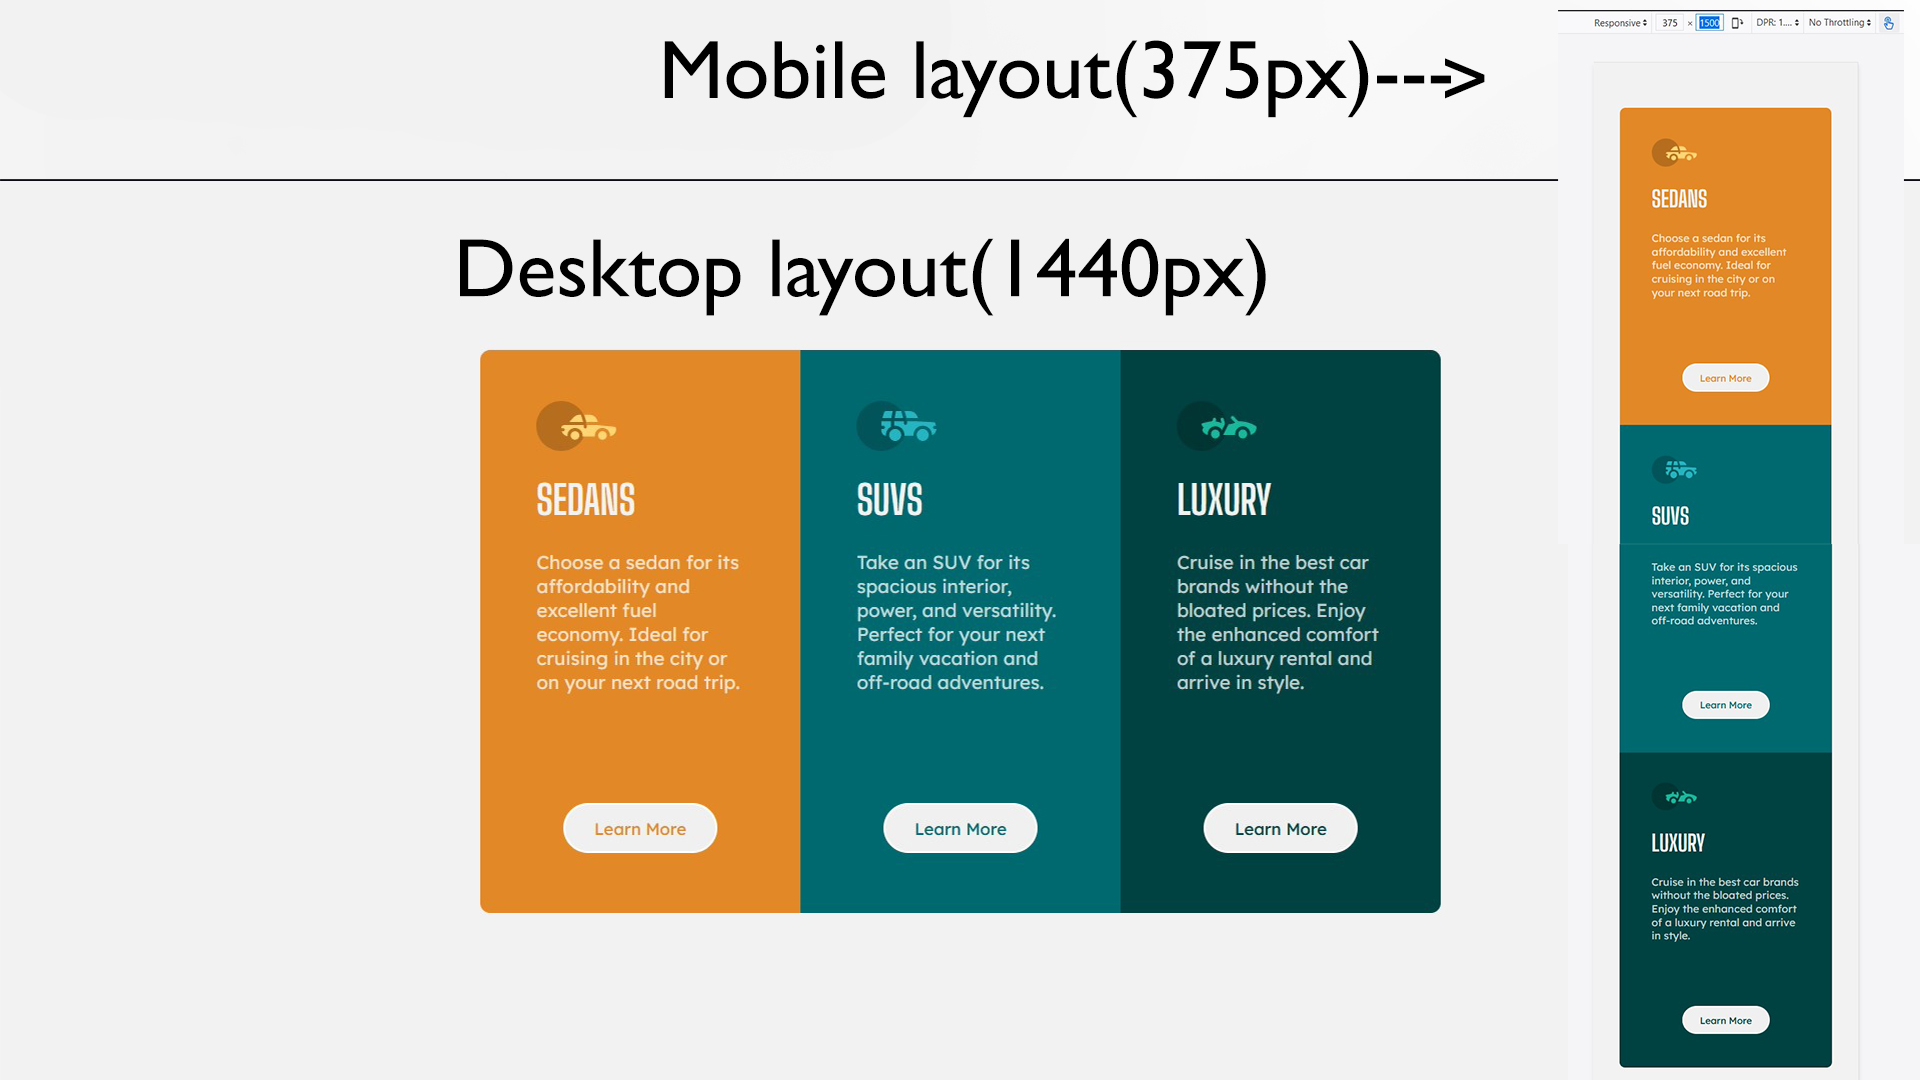 Mobile layout(375px)--->
Desktop layout(1440px)
SEDANS
Choose a sedan for its
affordability and
excellent fuel
economy. Ideal for
cruising in the city or
on your next road trip.
Learn More
SUVS
Take an SUV for its
spacious interior,
power, and versatility.
Perfect for your next
family vacation and
off-road adventures.
Learn More
LUXURY
Cruise in the best car
brands without the
bloated prices. Enjoy
the enhanced comfort
of a luxury rental and
arrive in style.
Learn More
Responsive 375 × 1500 DPR: 1.... No Throttling
SEDANS
Choose a sedan for its
affordability and excellent
fuel economy. Ideal for
cruising in the city or on
your next road trip.
Learn More
SUVS
Take an SUV for its spacious
interior, power, and
versatility. Perfect for your
next family vacation and
off-road adventures.
Learn More
LUXURY
Cruise in the best car brands
without the bloated prices.
Enjoy the enhanced comfort
of a luxury rental and arrive
in style.
Learn More